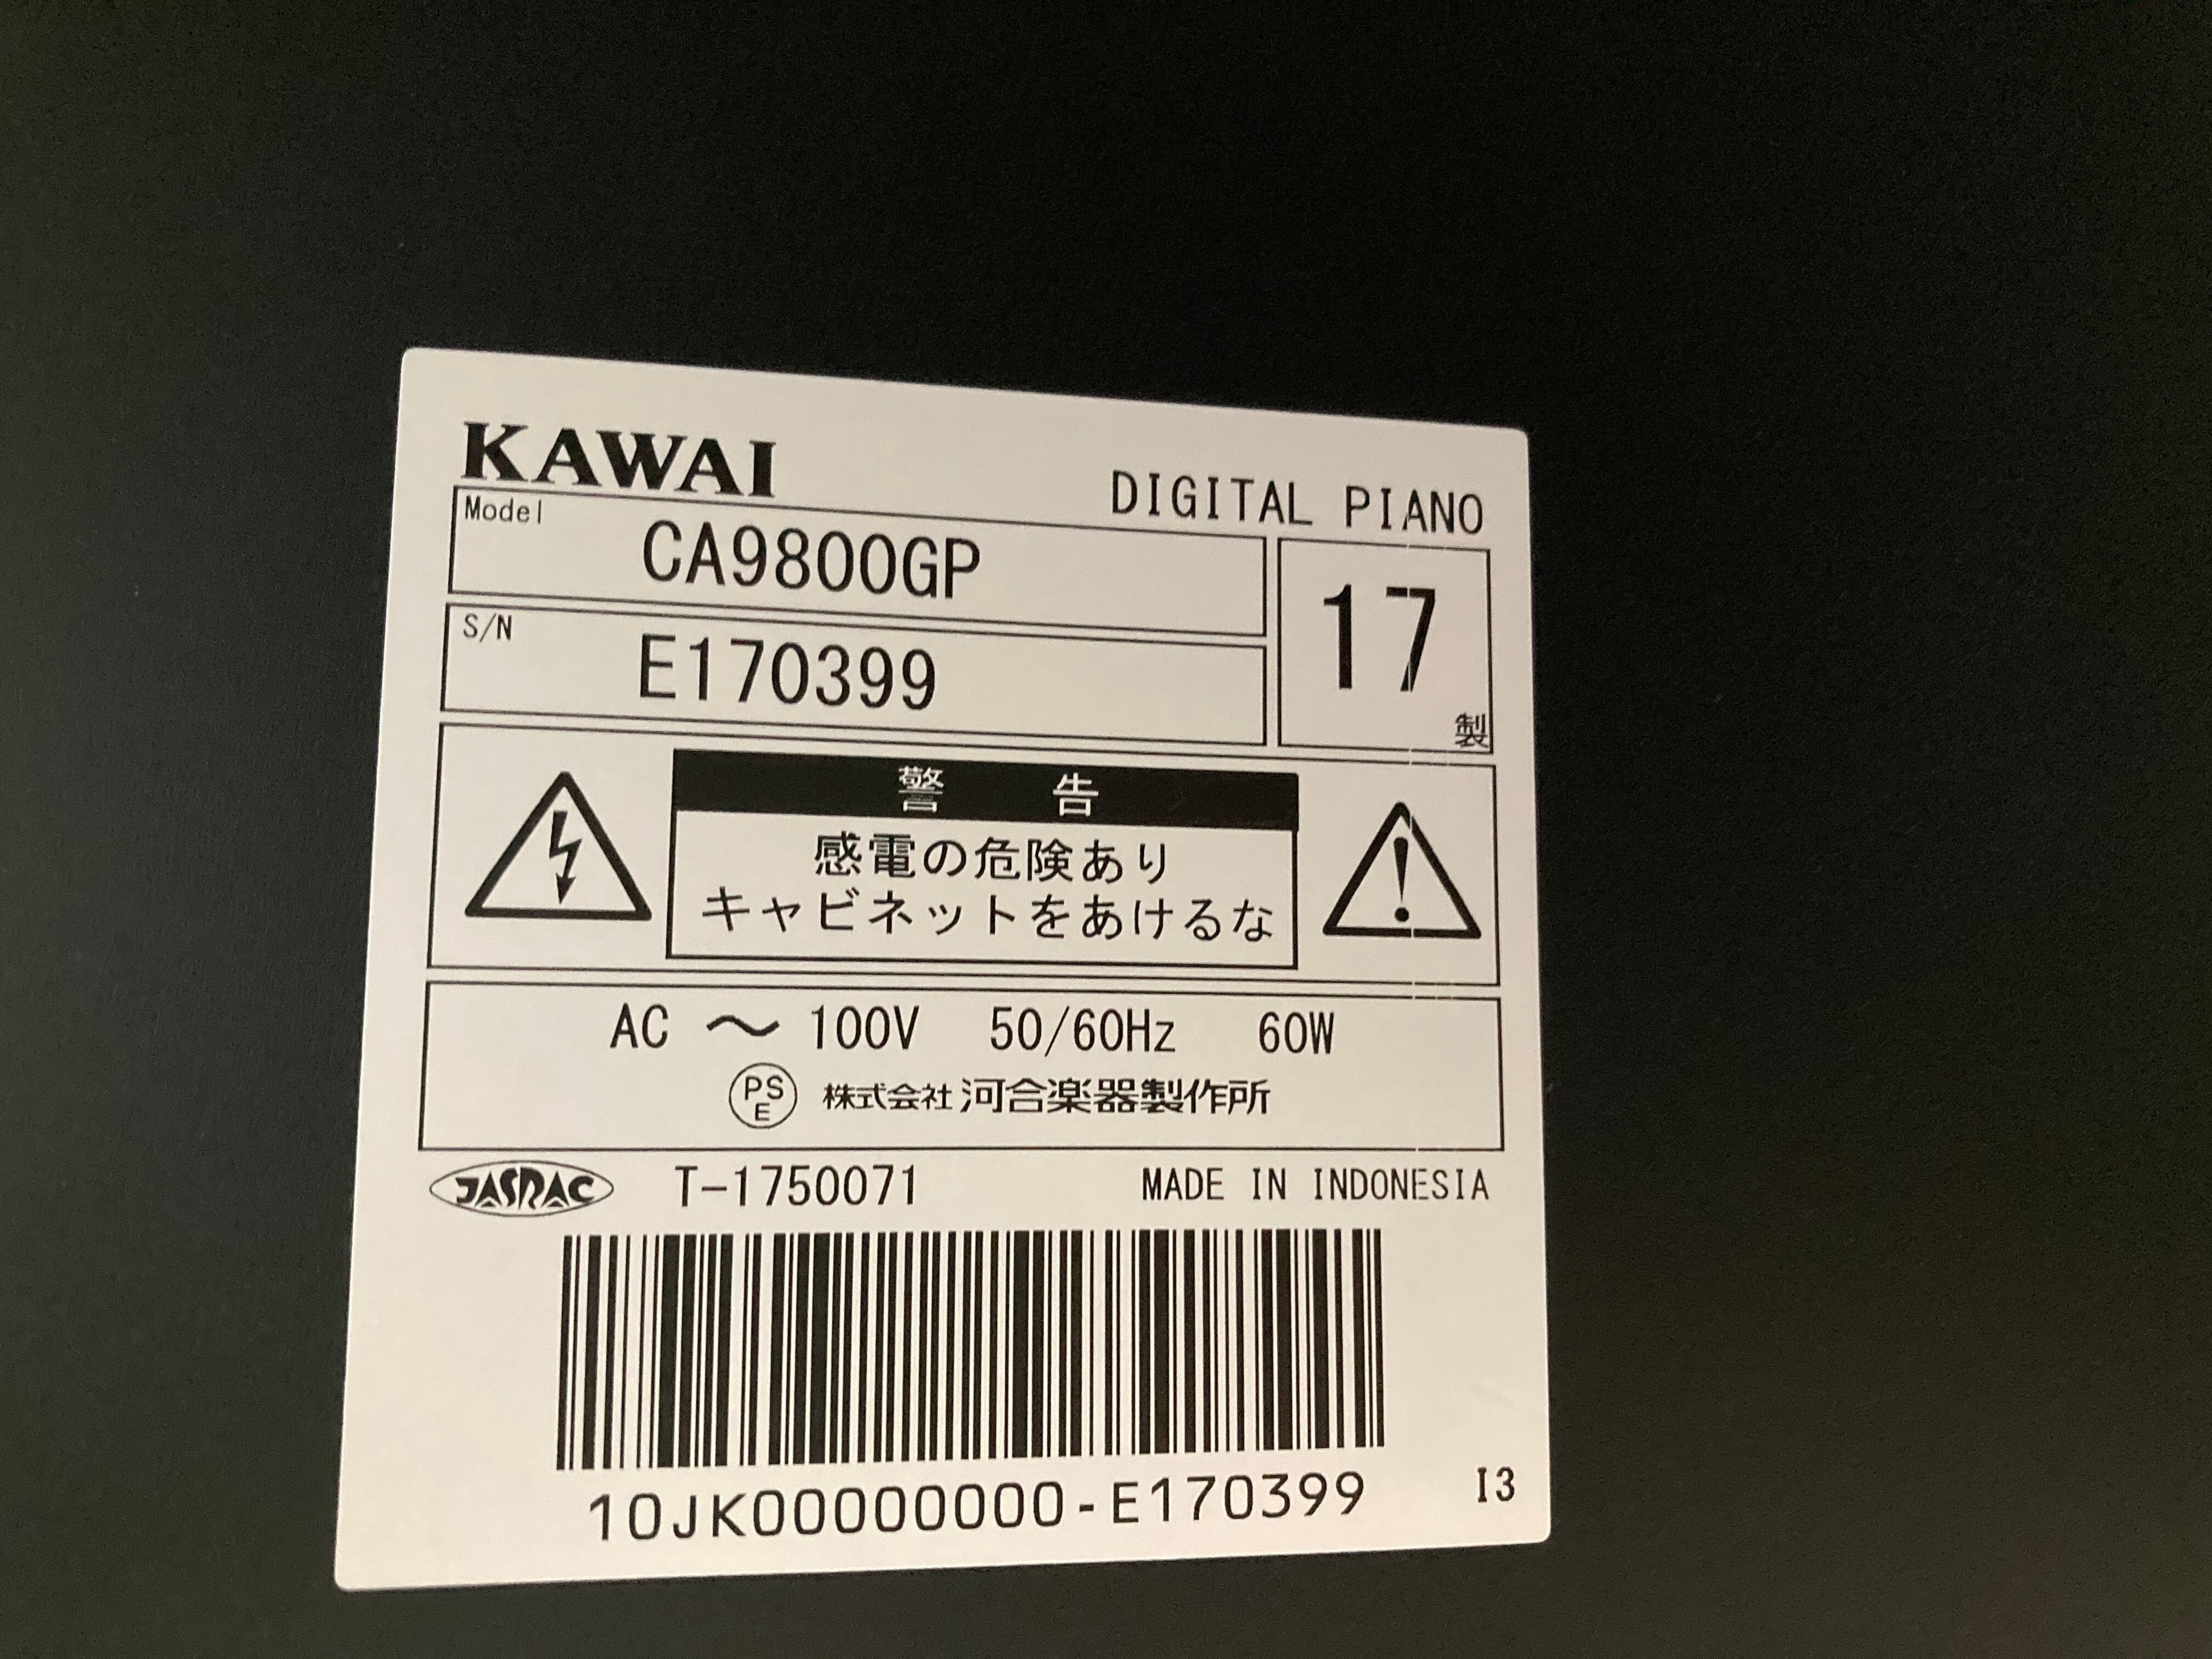 KAWAI
DIGITAL PIANO
Model CA9800GP
S/N E170399
17 製
警 告
感電の危険あり
キャビネットをあけるな
AC 〜 100V 50/60Hz 60W
PS E 株式会社 河合楽器製作所
JASRAC T-1750071 MADE IN INDONESIA
10JK00000000-E170399 I3